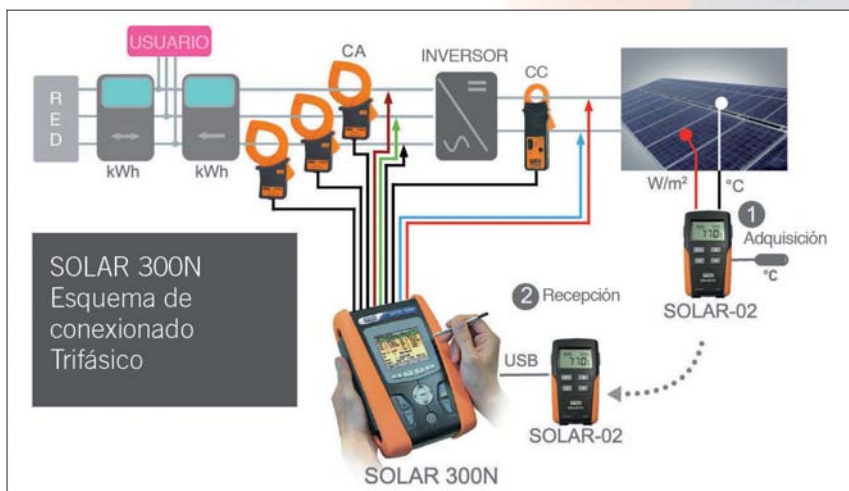 USUARIO
RED
kWh
kWh
CA
INVERSOR
CC
W/m²
°C
1
Adquisición
°C
SOLAR-02
SOLAR 300N
Esquema de
conexionado
Trifásico
2 Recepción
USB
SOLAR-02
SOLAR 300N